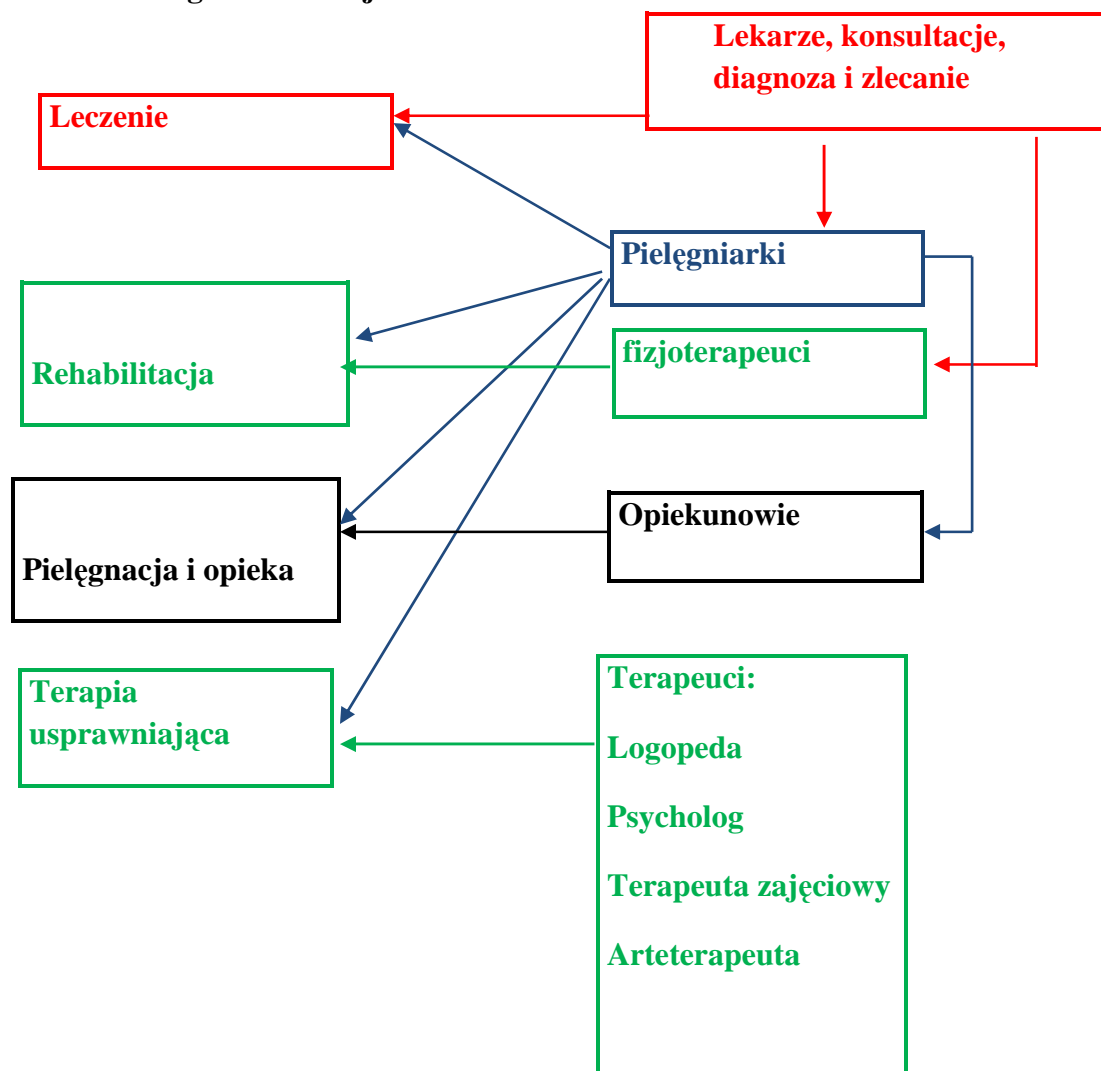 Lekarze, konsultacje,
diagnoza i zlecanie
Leczenie
Pielęgniarki
Rehabilitacja
fizjoterapeuci
Pielęgnacja i opieka
Opiekunowie
Terapia
usprawniająca
Terapeuci:
Logopeda
Psycholog
Terapeuta zajęciowy
Arteterapeuta